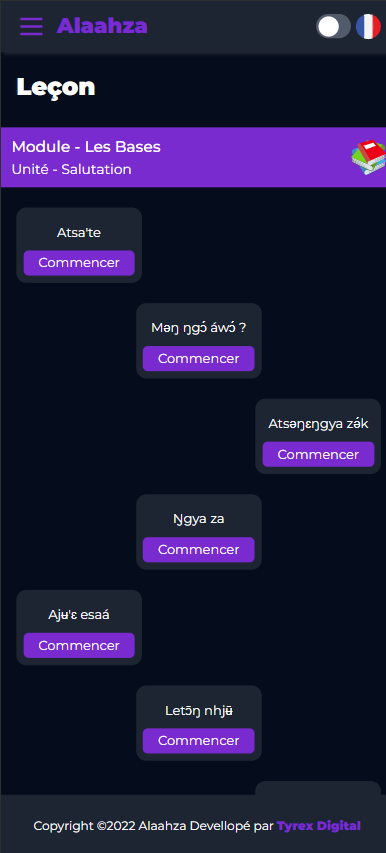 Alaahza
Leçon
Module - Les Bases
Unité - Salutation
Atsa'te
Commencer
Məŋ ŋgɔ́ áwɔ́ ?
Commencer
Atsəŋɛŋgya zə́k
Commencer
Ŋgya za
Commencer
Ajʉ'ɛ esaá
Commencer
Letɔ̄ŋ nhjʉ̄
Commencer
Copyright ©2022 Alaahza Devellopé par Tyrex Digital